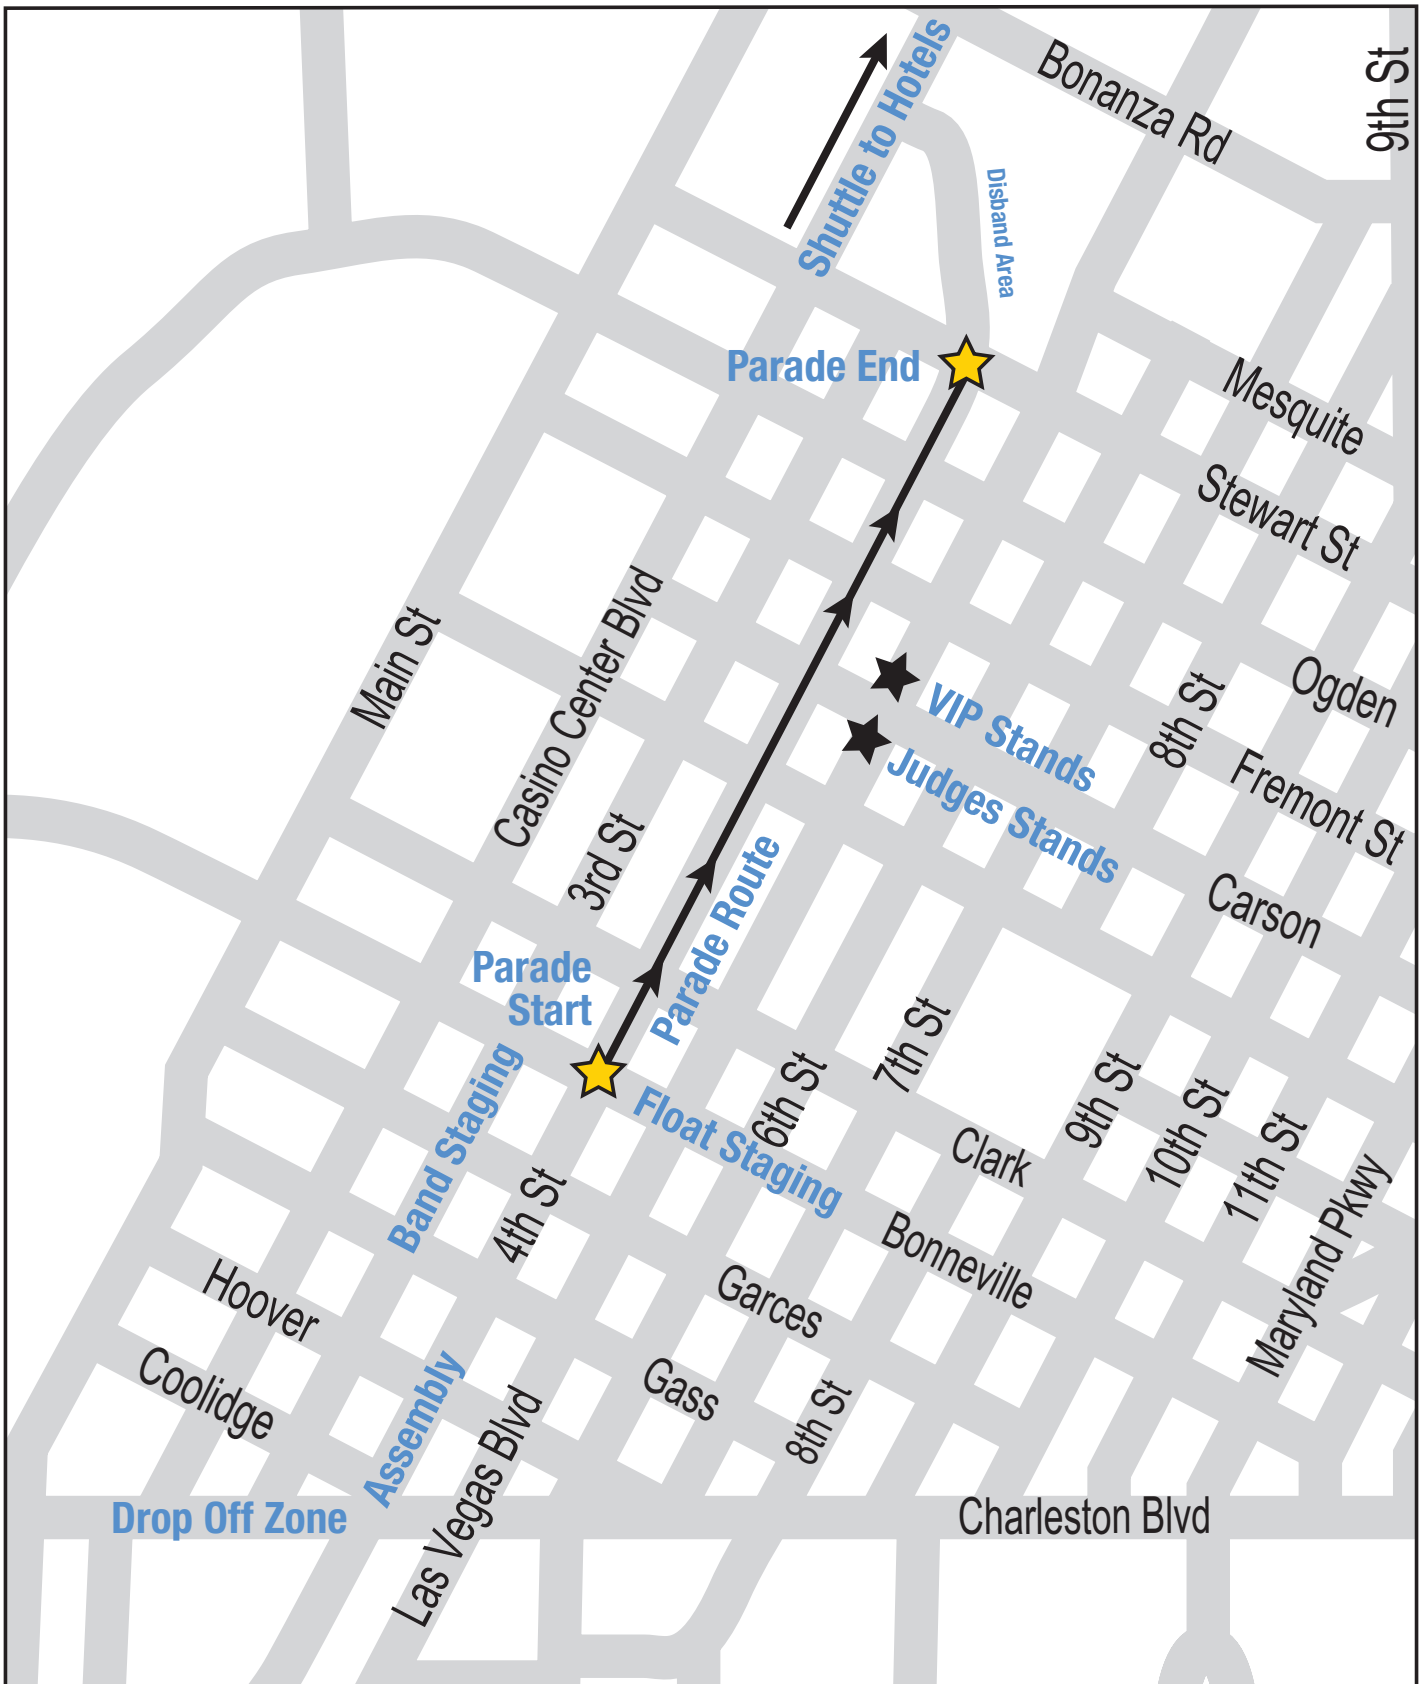 Bonanza Rd
9th St
Shuttle to Hotels
Disband Area
Parade End
Mesquite
Stewart St
Main St
Casino Center Blvd
Ogden
8th St
VIP Stands
Fremont St
Judges Stands
3rd St
Carson
Parade Route
Parade
Start
7th St
Band Staging
6th St
Float Staging
9th St
10th St
11th St
Clark
Maryland Pkwy
4th St
Bonneville
Hoover
Garces
Coolidge
Gass
8th St
Assembly
Las Vegas Blvd
Drop Off Zone
Charleston Blvd